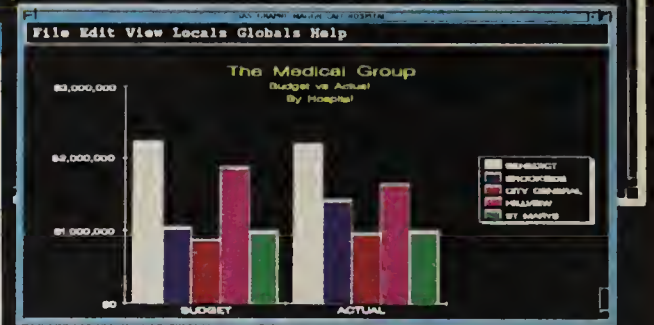 File Edit View Locals Globals Help
The Medical Group
Budget vs Actual
By Hospital
$3,000,000
$2,000,000
$1,000,000
$0
BUDGET
ACTUAL
BENEDICT
BROOKSIDE
CITY GENERAL
HILLVIEW
ST MARYS